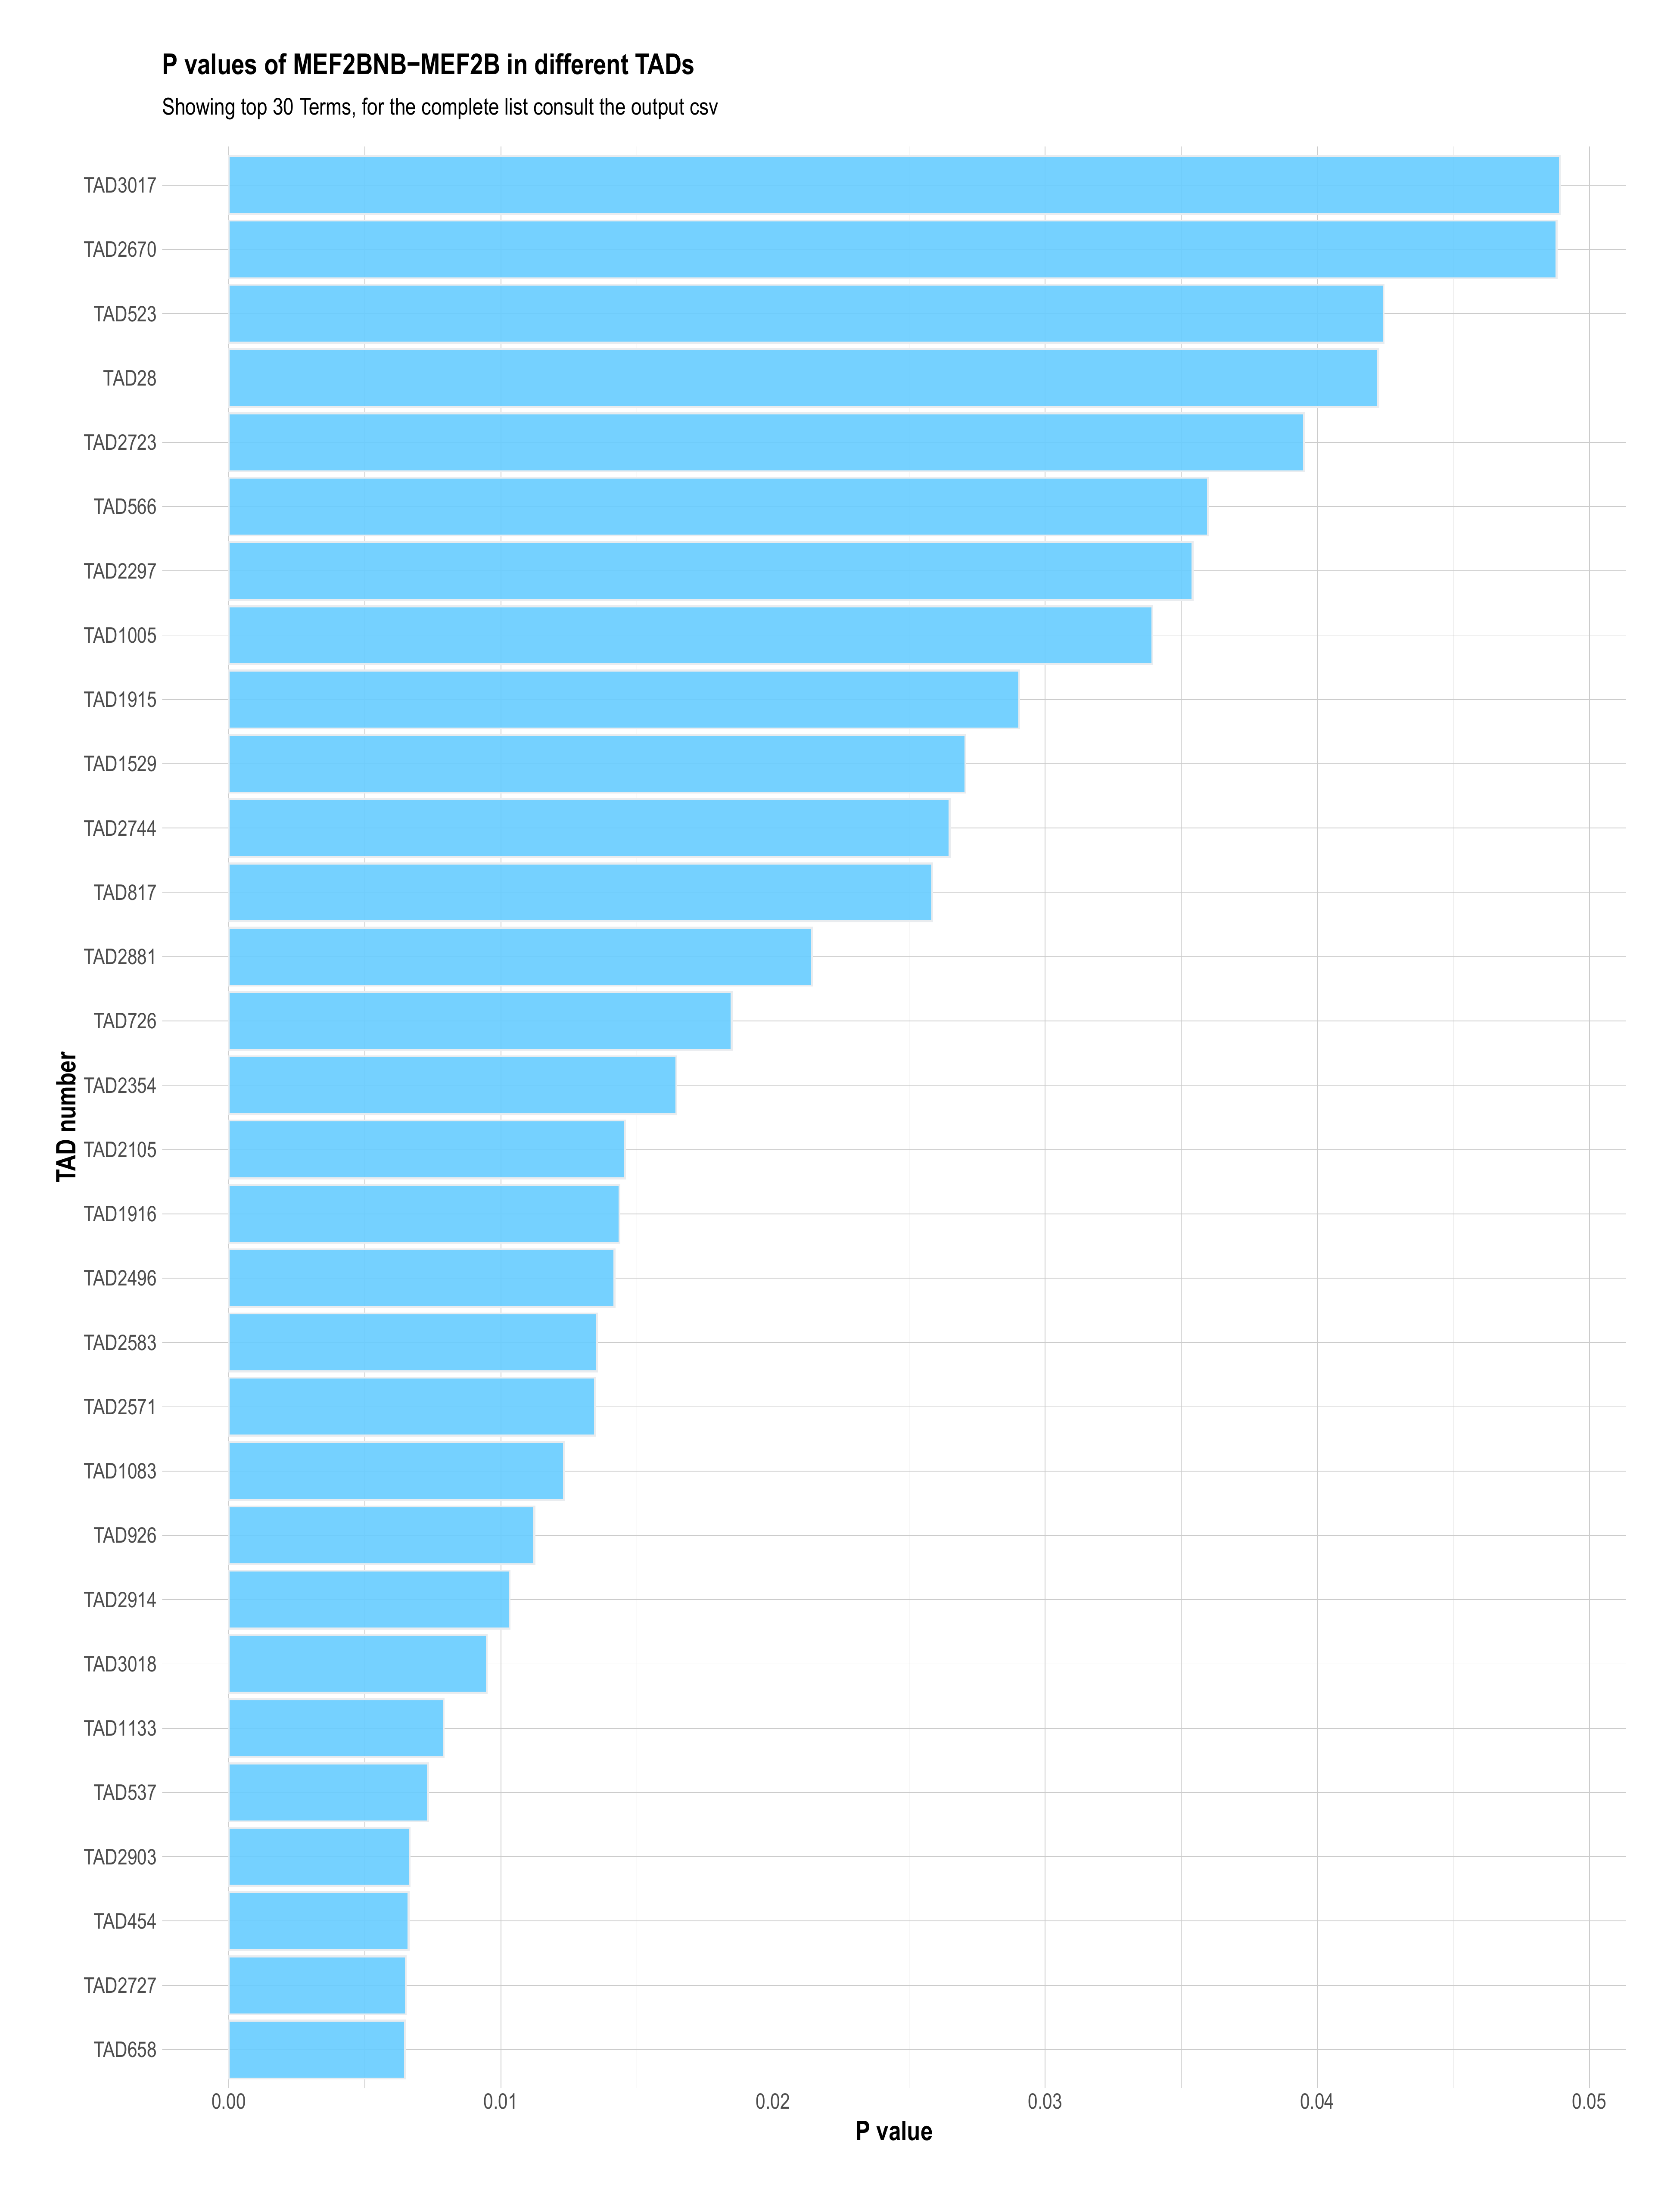 P values of MEF2BNB−MEF2B in different TADs
Showing top 30 Terms, for the complete list consult the output csv
TAD3017
TAD2670
TAD523
TAD28
TAD2723
TAD566
TAD2297
TAD1005
TAD1915
TAD1529
TAD2744
TAD817
TAD2881
TAD726
TAD2354
TAD2105
TAD1916
TAD2496
TAD2583
TAD2571
TAD1083
TAD926
TAD2914
TAD3018
TAD1133
TAD537
TAD2903
TAD454
TAD2727
TAD658
TAD number
0.00 0.01 0.02 0.03 0.04 0.05
P value